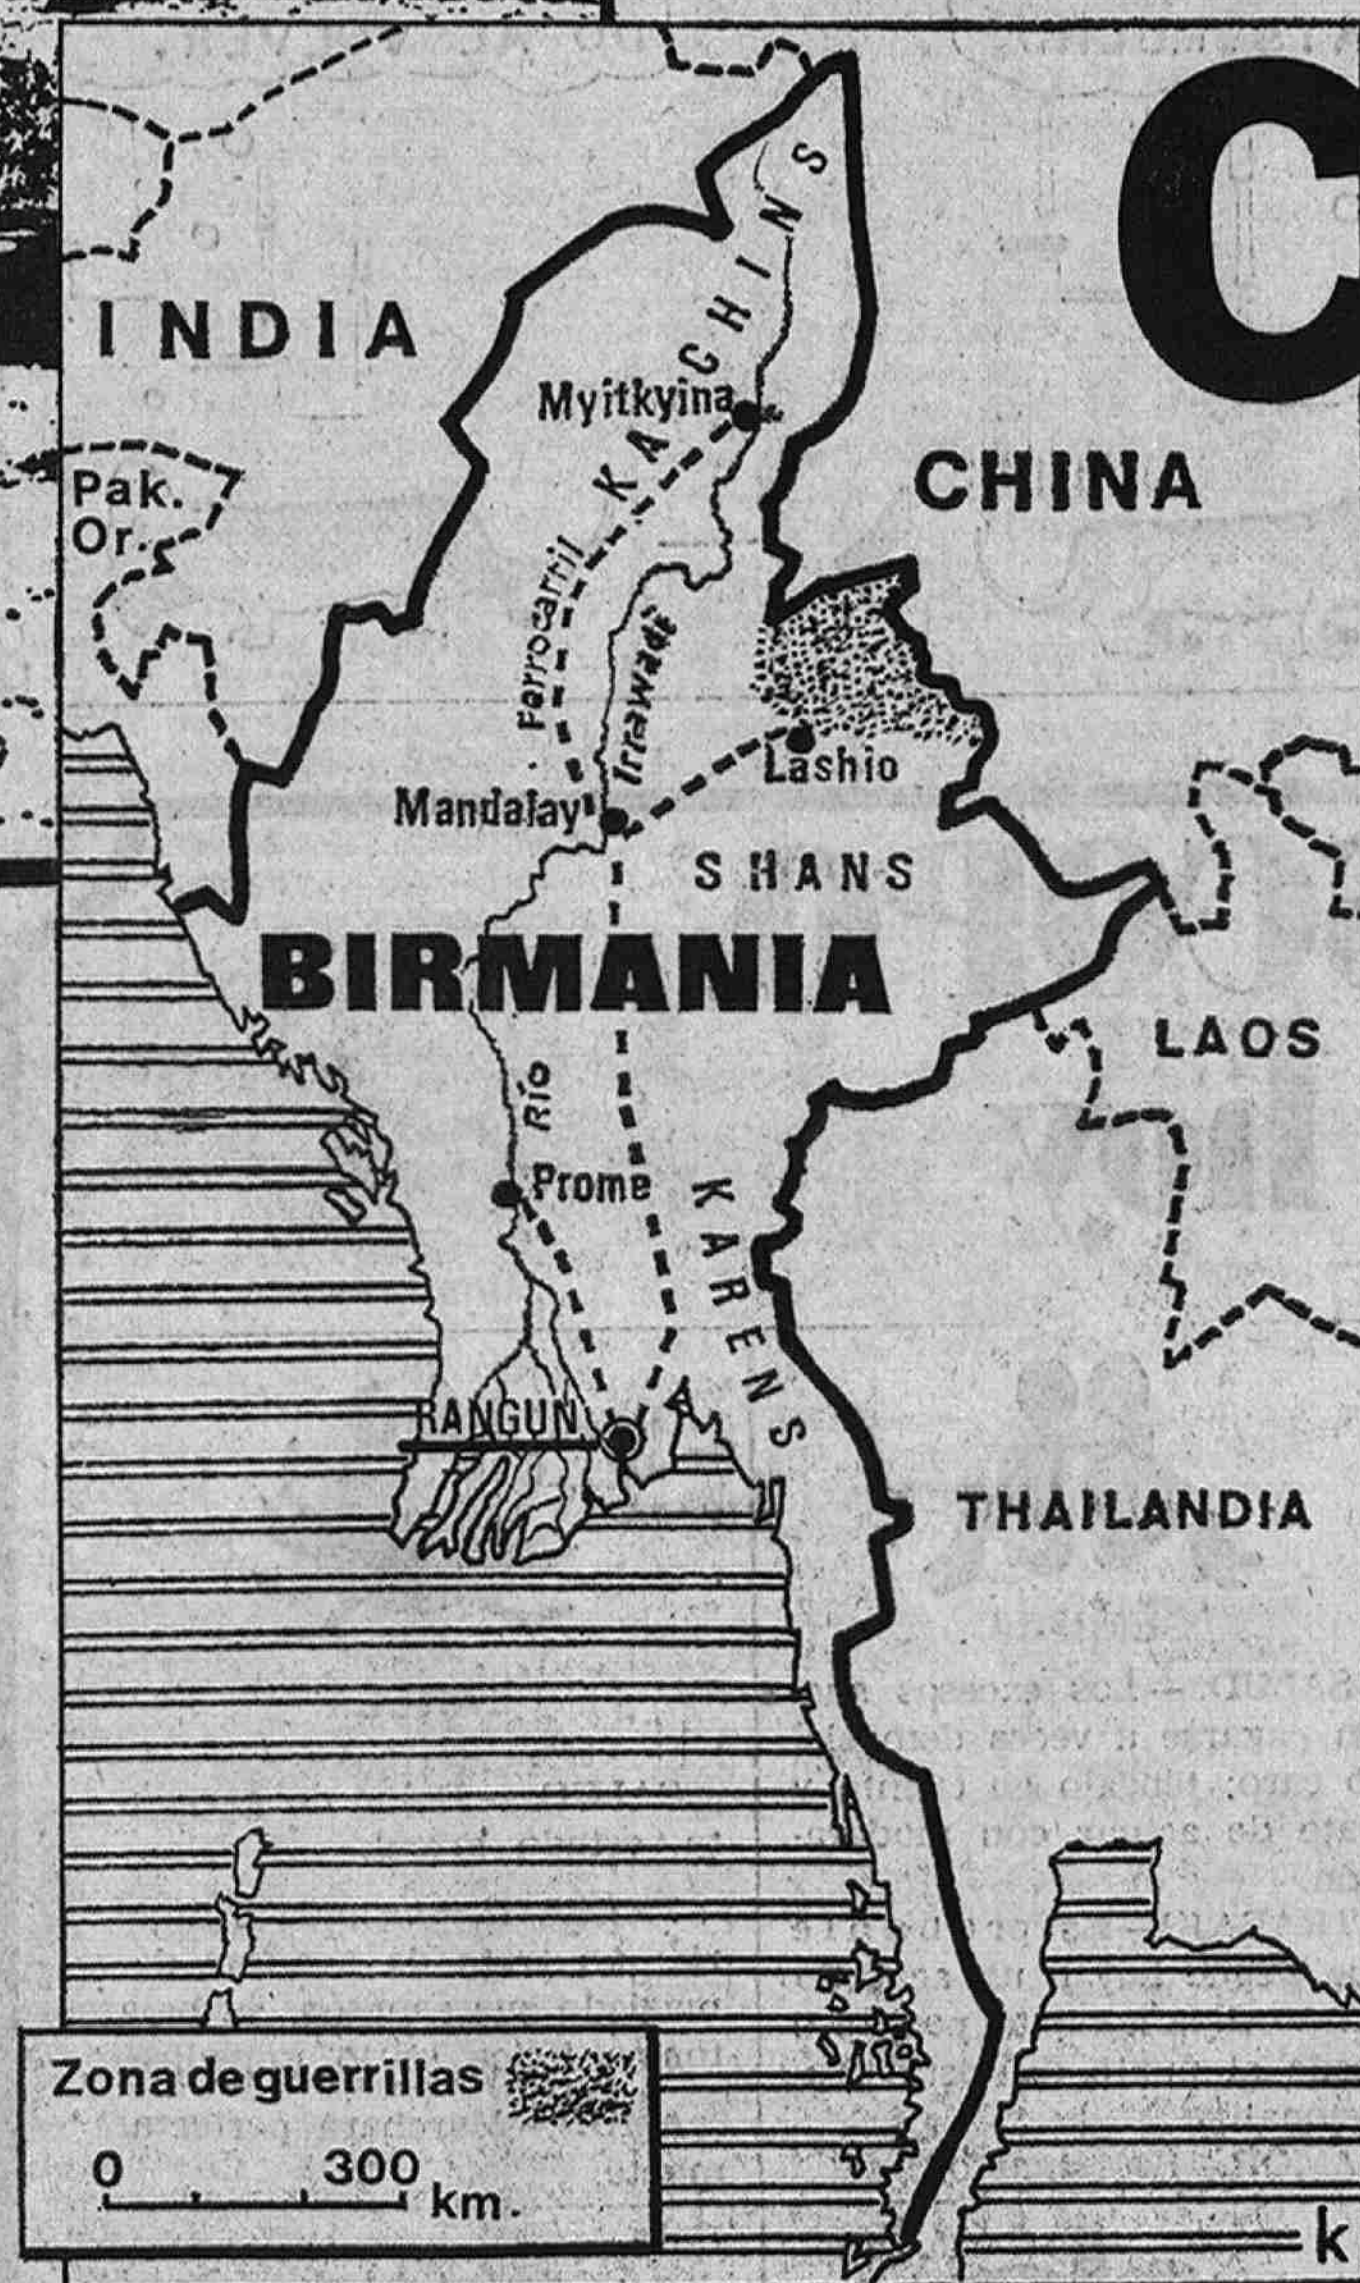 C
INDIA
KACHINS
Myitkyina
CHINA
Pak.
Or.
Ferrocarril
Irrawadē
Lashio
Mandalay
SHANS
BIRMANIA
LAOS
Río
Prome
KARENS
RANGUN
THAILANDIA
Zona de guerrillas
0 300 km.
k